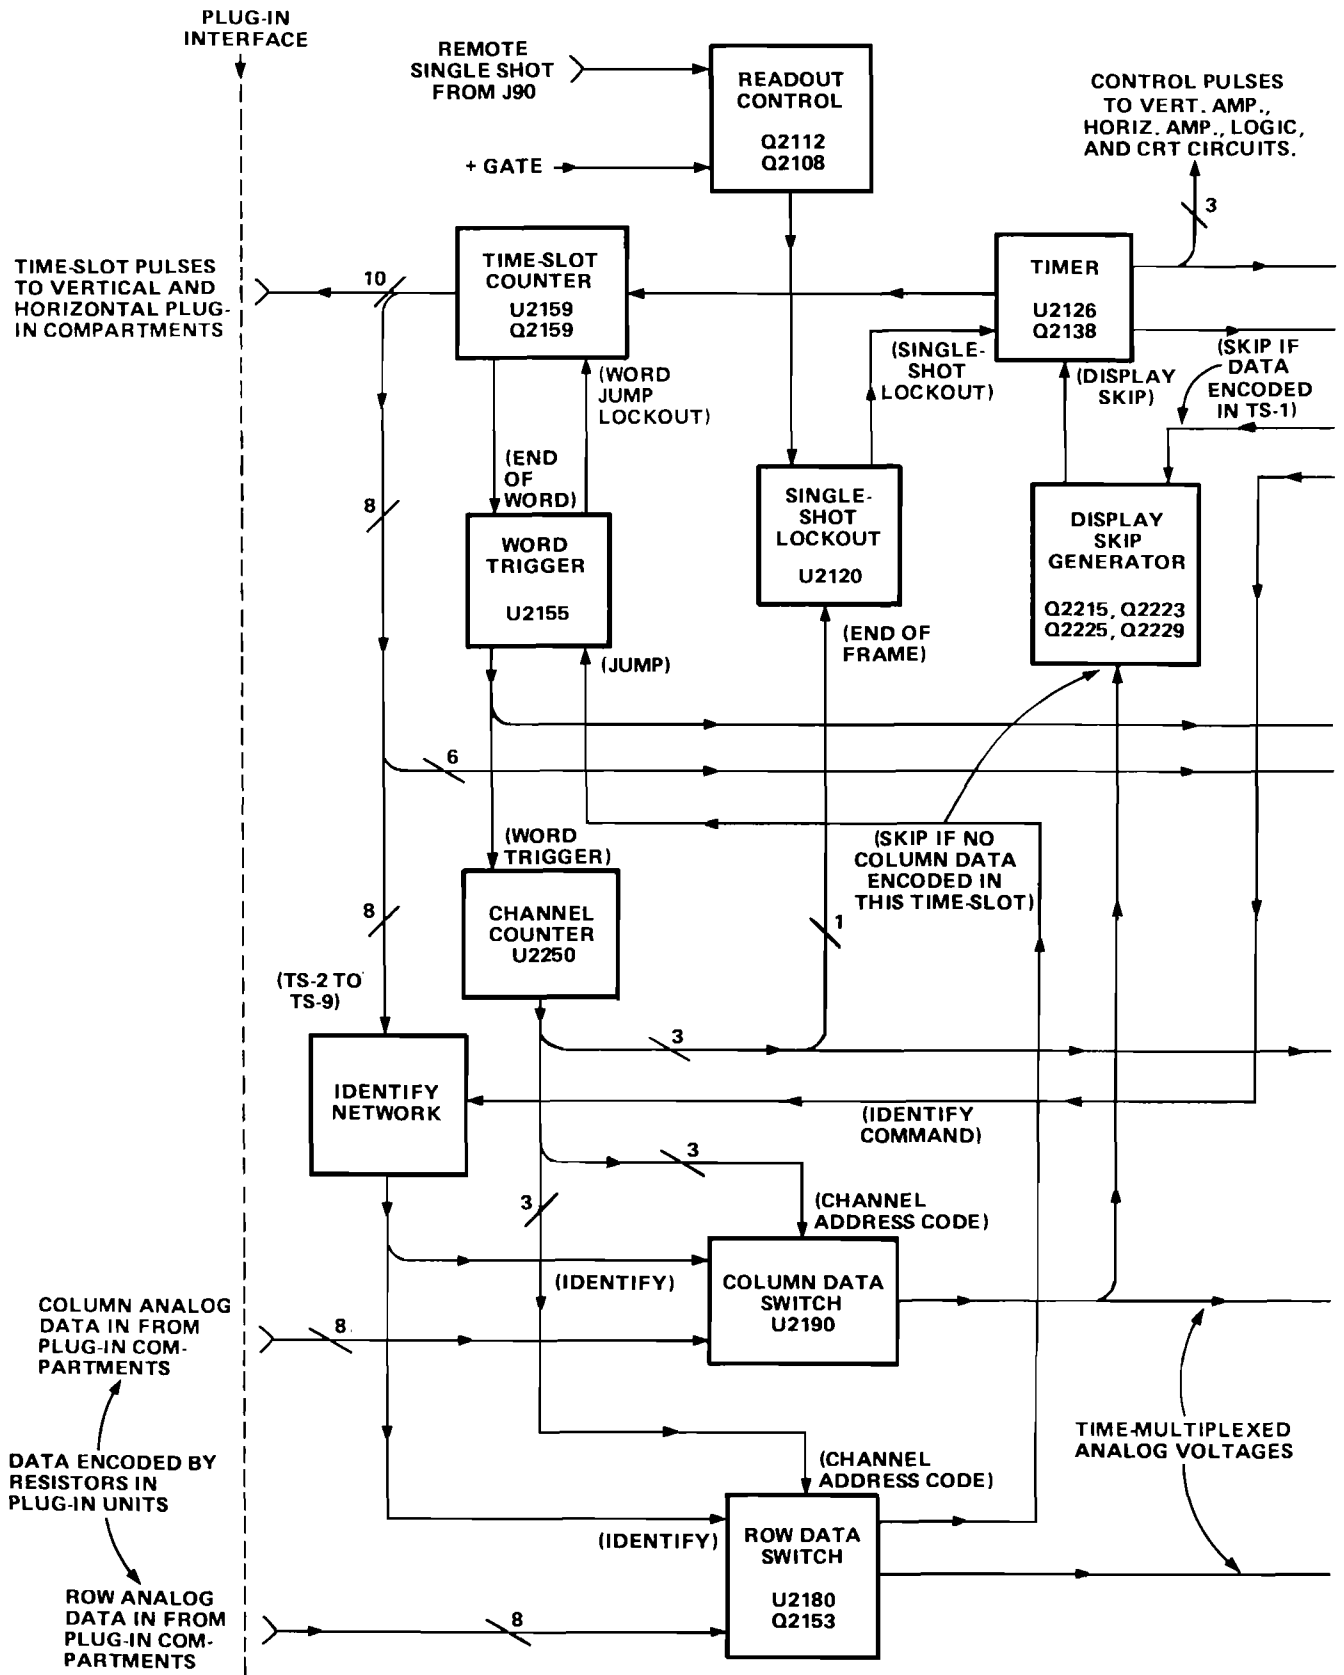 PLUG-IN
INTERFACE
REMOTE
SINGLE SHOT
FROM J90
+ GATE
READOUT
CONTROL
Q2112
Q2108
CONTROL PULSES
TO VERT. AMP.,
HORIZ. AMP., LOGIC,
AND CRT CIRCUITS.
3
TIME-SLOT PULSES
TO VERTICAL AND
HORIZONTAL PLUG-
IN COMPARTMENTS
10
TIME-SLOT
COUNTER
U2159
Q2159
TIMER
U2126
Q2138
(WORD
JUMP
LOCKOUT)
(SINGLE-
SHOT
LOCKOUT)
(DISPLAY
SKIP)
(SKIP IF
DATA
ENCODED
IN TS-1)
(END
OF
WORD)
8
WORD
TRIGGER
U2155
SINGLE-
SHOT
LOCKOUT
U2120
DISPLAY
SKIP
GENERATOR
Q2215, Q2223
Q2225, Q2229
(JUMP)
(END OF
FRAME)
6
(WORD
TRIGGER)
(SKIP IF NO
COLUMN DATA
ENCODED IN
THIS TIME-SLOT)
8
CHANNEL
COUNTER
U2250
1
(TS-2 TO
TS-9)
3
IDENTIFY
NETWORK
(IDENTIFY
COMMAND)
3
3
(CHANNEL
ADDRESS CODE)
(IDENTIFY)
COLUMN DATA
SWITCH
U2190
COLUMN ANALOG
DATA IN FROM
PLUG-IN COM-
PARTMENTS
8
DATA ENCODED BY
RESISTORS IN
PLUG-IN UNITS
TIME-MULTIPLEXED
ANALOG VOLTAGES
(CHANNEL
ADDRESS CODE)
(IDENTIFY)
ROW DATA
SWITCH
U2180
Q2153
ROW ANALOG
DATA IN FROM
PLUG-IN COM-
PARTMENTS
8